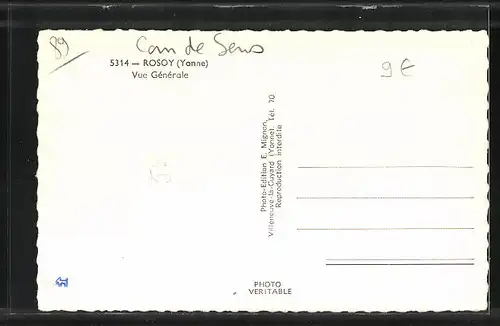 89
Can de Sens
5314 — ROSOY (Yonne)
Vue Générale
9€
Photo-Edition E. Mignon,
Villeneuve-la-Guyard (Yonne). Tél. 70
Reproduction interdite
PHOTO
VERITABLE